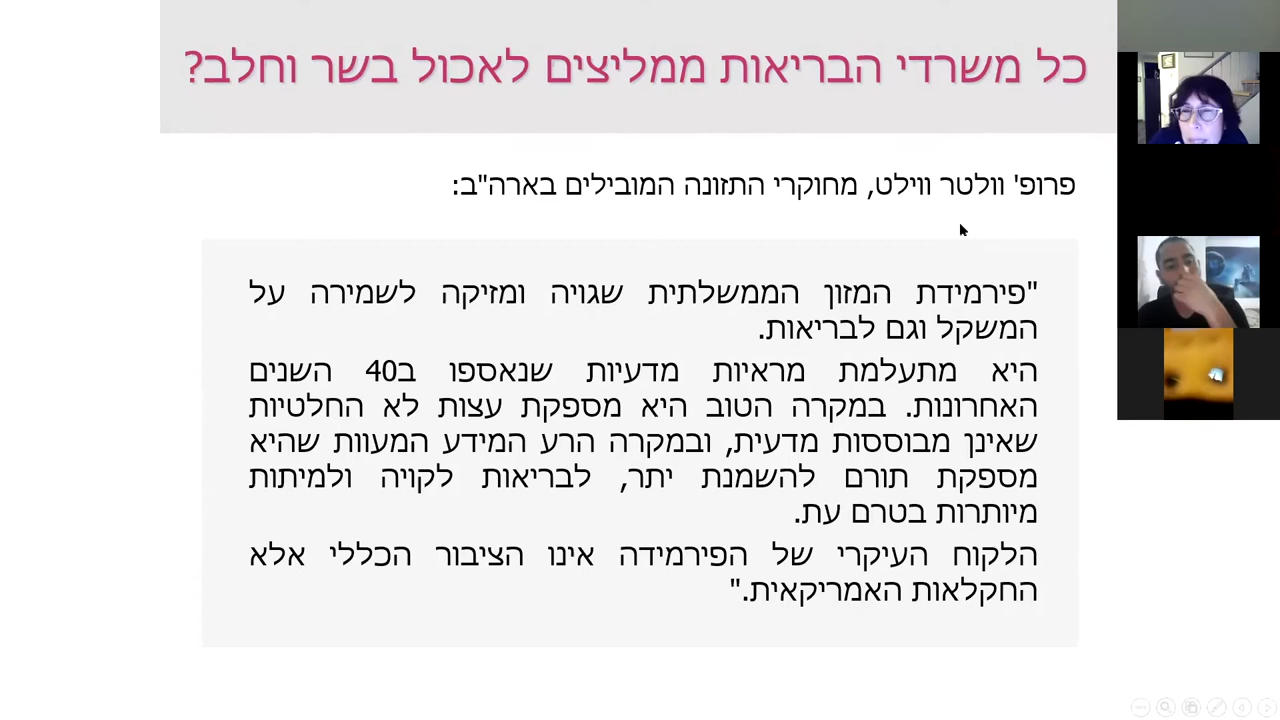 כל משרדי הבריאות ממליצים לאכול בשר וחלב?
פרופ' וולטר ווילט, מחוקרי התזונה המובילים בארה"ב:
"פירמידת המזון הממשלתית שגויה ומזיקה לשמירה על
המשקל וגם לבריאות.
היא מתעלמת מראיות מדעיות שנאספו ב40 השנים
האחרונות. במקרה הטוב היא מספקת עצות לא החלטיות
שאינן מבוססות מדעית, ובמקרה הרע המידע המעוות שהיא
מספקת תורם להשמנת יתר, לבריאות לקויה ולמיתות
מיותרות בטרם עת.
הלקוח העיקרי של הפירמידה אינו הציבור הכללי אלא
החקלאות האמריקאית."